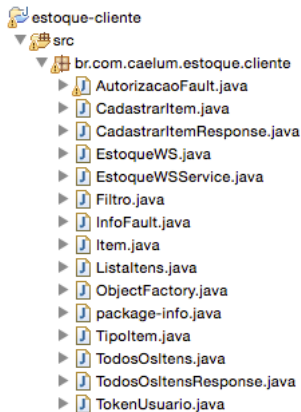 estoque-cliente
src
br.com.caelum.estoque.cliente
AutorizacaoFault.java
CadastrarItem.java
CadastrarItemResponse.java
EstoqueWS.java
EstoqueWSService.java
Filtro.java
InfoFault.java
Item.java
ListaItens.java
ObjectFactory.java
package-info.java
TipoItem.java
TodosOsItens.java
TodosOsItensResponse.java
TokenUsuario.java